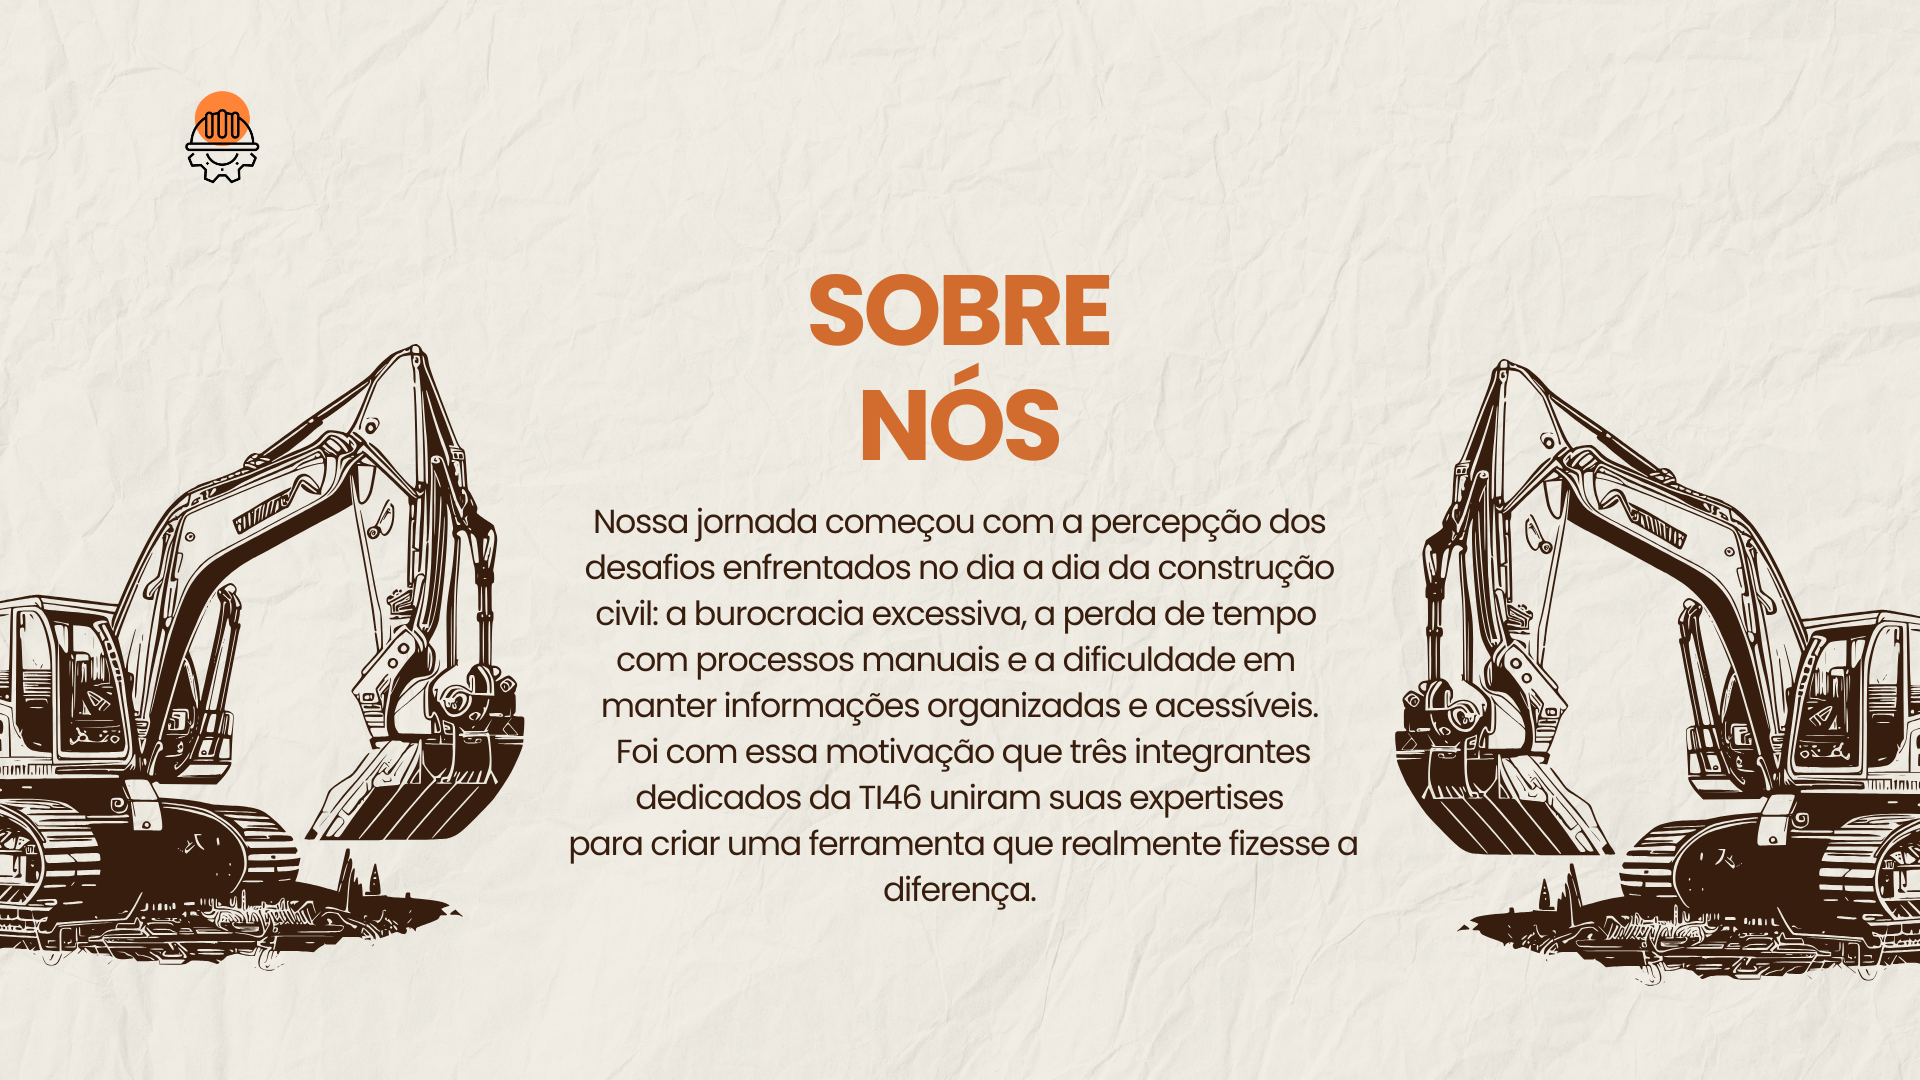 SOBRE
NÓS
Nossa jornada começou com a percepção dos
desafios enfrentados no dia a dia da construção
civil: a burocracia excessiva, a perda de tempo
com processos manuais e a dificuldade em
manter informações organizadas e acessíveis.
Foi com essa motivação que três integrantes
dedicados da TI46 uniram suas expertises
para criar uma ferramenta que realmente fizesse a
diferença.